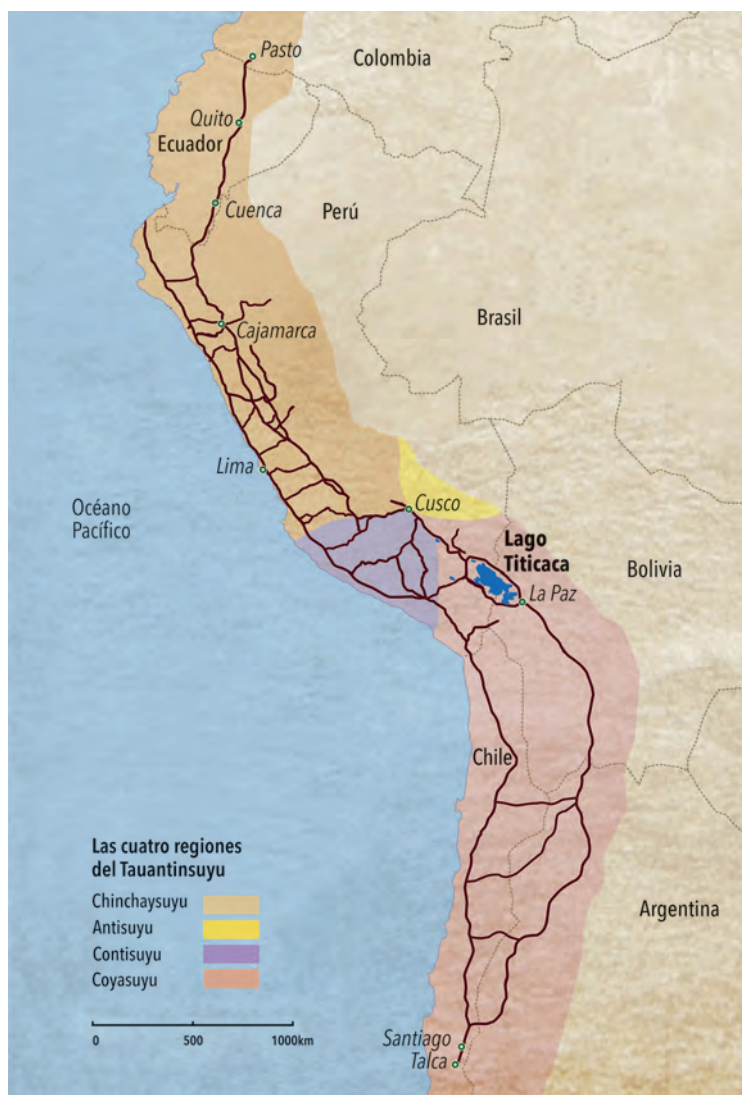 Pasto
Colombia
Quito
Ecuador
Cuenca
Perú
Brasil
Cajamarca
Lima
Océano
Pacífico
Cusco
Lago
Titicaca
Bolivia
La Paz
Chile
Las cuatro regiones
del Tauantinsuyu
Chinchaysuyu
Antisuyu
Contisuyu
Coyasuyu
Argentina
0 500 1000km
Santiago
Talca